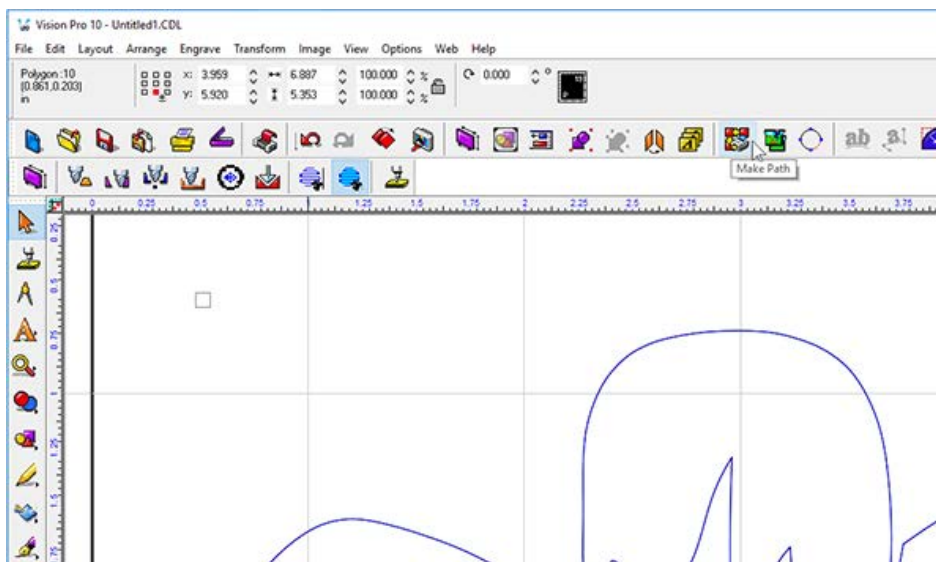 Vision Pro 10 - Untitled1.CDL
File Edit Layout Arrange Engrave Transform Image View Options Web Help
Polygon :10 x: 3.959 6.887 100.000 % 0.000 °
(0.861,0.203) y: 5.920 5.353 100.000 %
in
ab a
Make Path
0 0.25 0.5 0.75 1 1.25 1.5 1.75 2 2.25 2.5 2.75 3 3.25 3.5 3.75
0.25
0.5
0.75
1
1.25
1.5
1.75